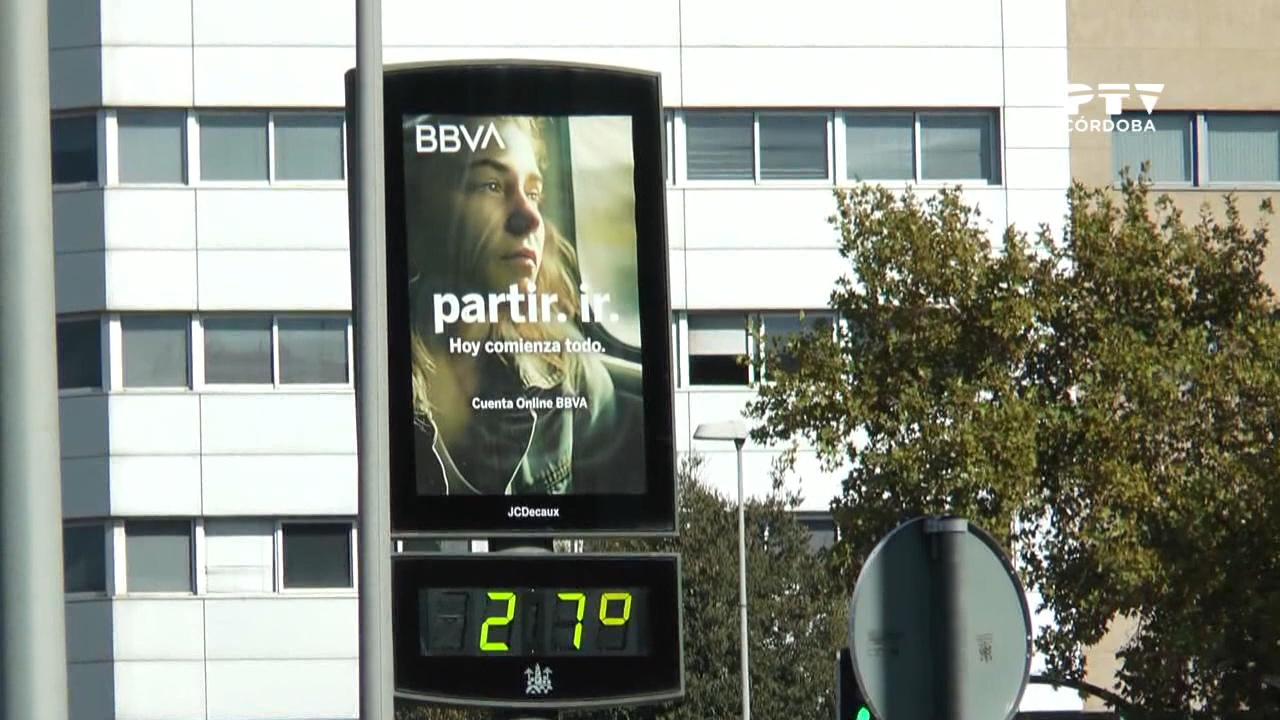 BBVA
partir. ir.
Hoy comienza todo.
Cuenta Online BBVA
JCDecaux
27º
PTV
CÓRDOBA